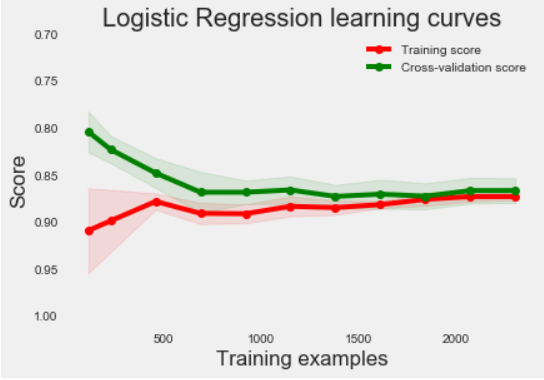 Logistic Regression learning curves
0.70
Training score
Cross-validation score
0.75
0.80
0.85
0.90
0.95
1.00
Score
500 1000 1500 2000
Training examples